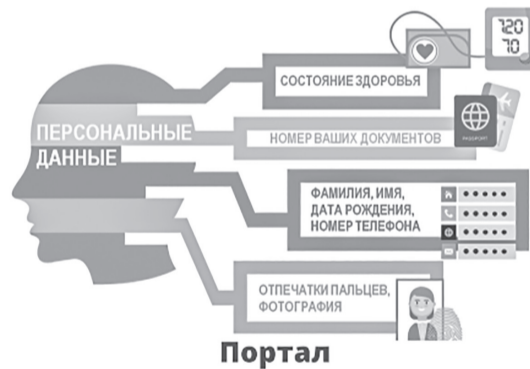 120
70
СОСТОЯНИЕ ЗДОРОВЬЯ
ПЕРСОНАЛЬНЫЕ
ДАННЫЕ
НОМЕР ВАШИХ ДОКУМЕНТОВ
PASSPORT
ФАМИЛИЯ, ИМЯ,
ДАТА РОЖДЕНИЯ,
НОМЕР ТЕЛЕФОНА
ОТПЕЧАТКИ ПАЛЬЦЕВ,
ФОТОГРАФИЯ
Портал